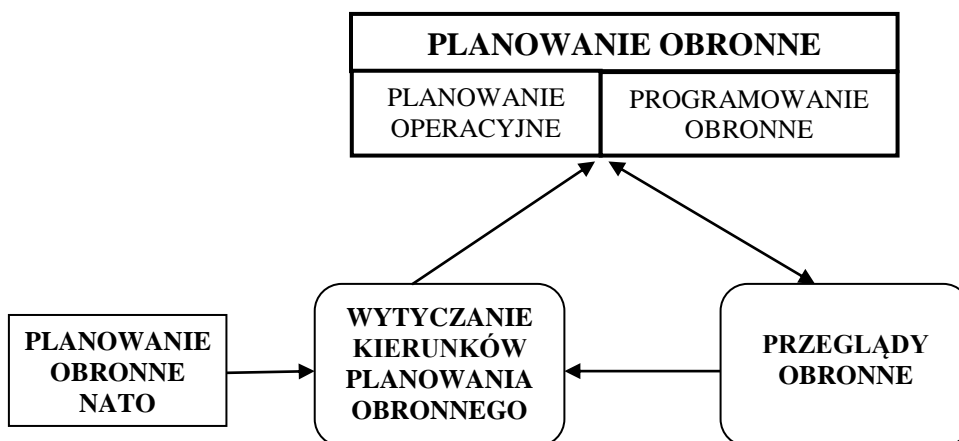 PLANOWANIE OBRONNE
PLANOWANIE
OPERACYJNE
PROGRAMOWANIE
OBRONNE
PLANOWANIE
OBRONNE
NATO
WYTYCZANIE
KIERUNKÓW
PLANOWANIA
OBRONNEGO
PRZEGLĄDY
OBRONNE